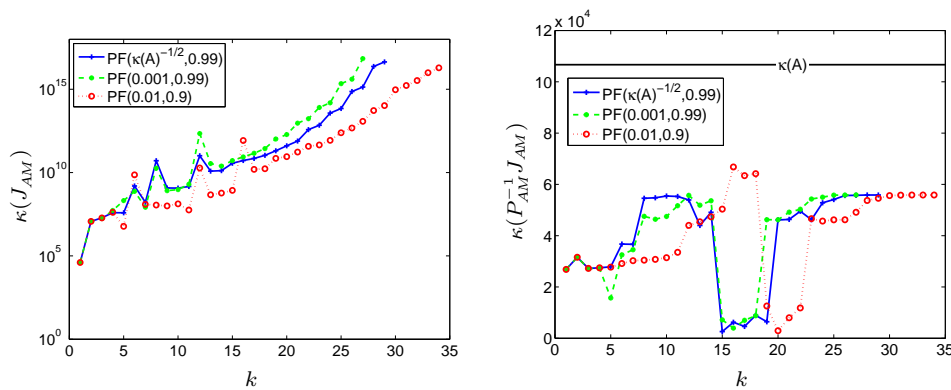 κ(J_AM)
10^15
10^10
10^5
10^0
PF(κ(A)^-1/2,0.99)
PF(0.001,0.99)
PF(0.01,0.9)
0 5 10 15 20 25 30 35
k
κ(P_AM^-1 J_AM)
x 10^4
12
10
8
6
4
2
0
κ(A)
PF(κ(A)^-1/2,0.99)
PF(0.001,0.99)
PF(0.01,0.9)
0 5 10 15 20 25 30 35
k